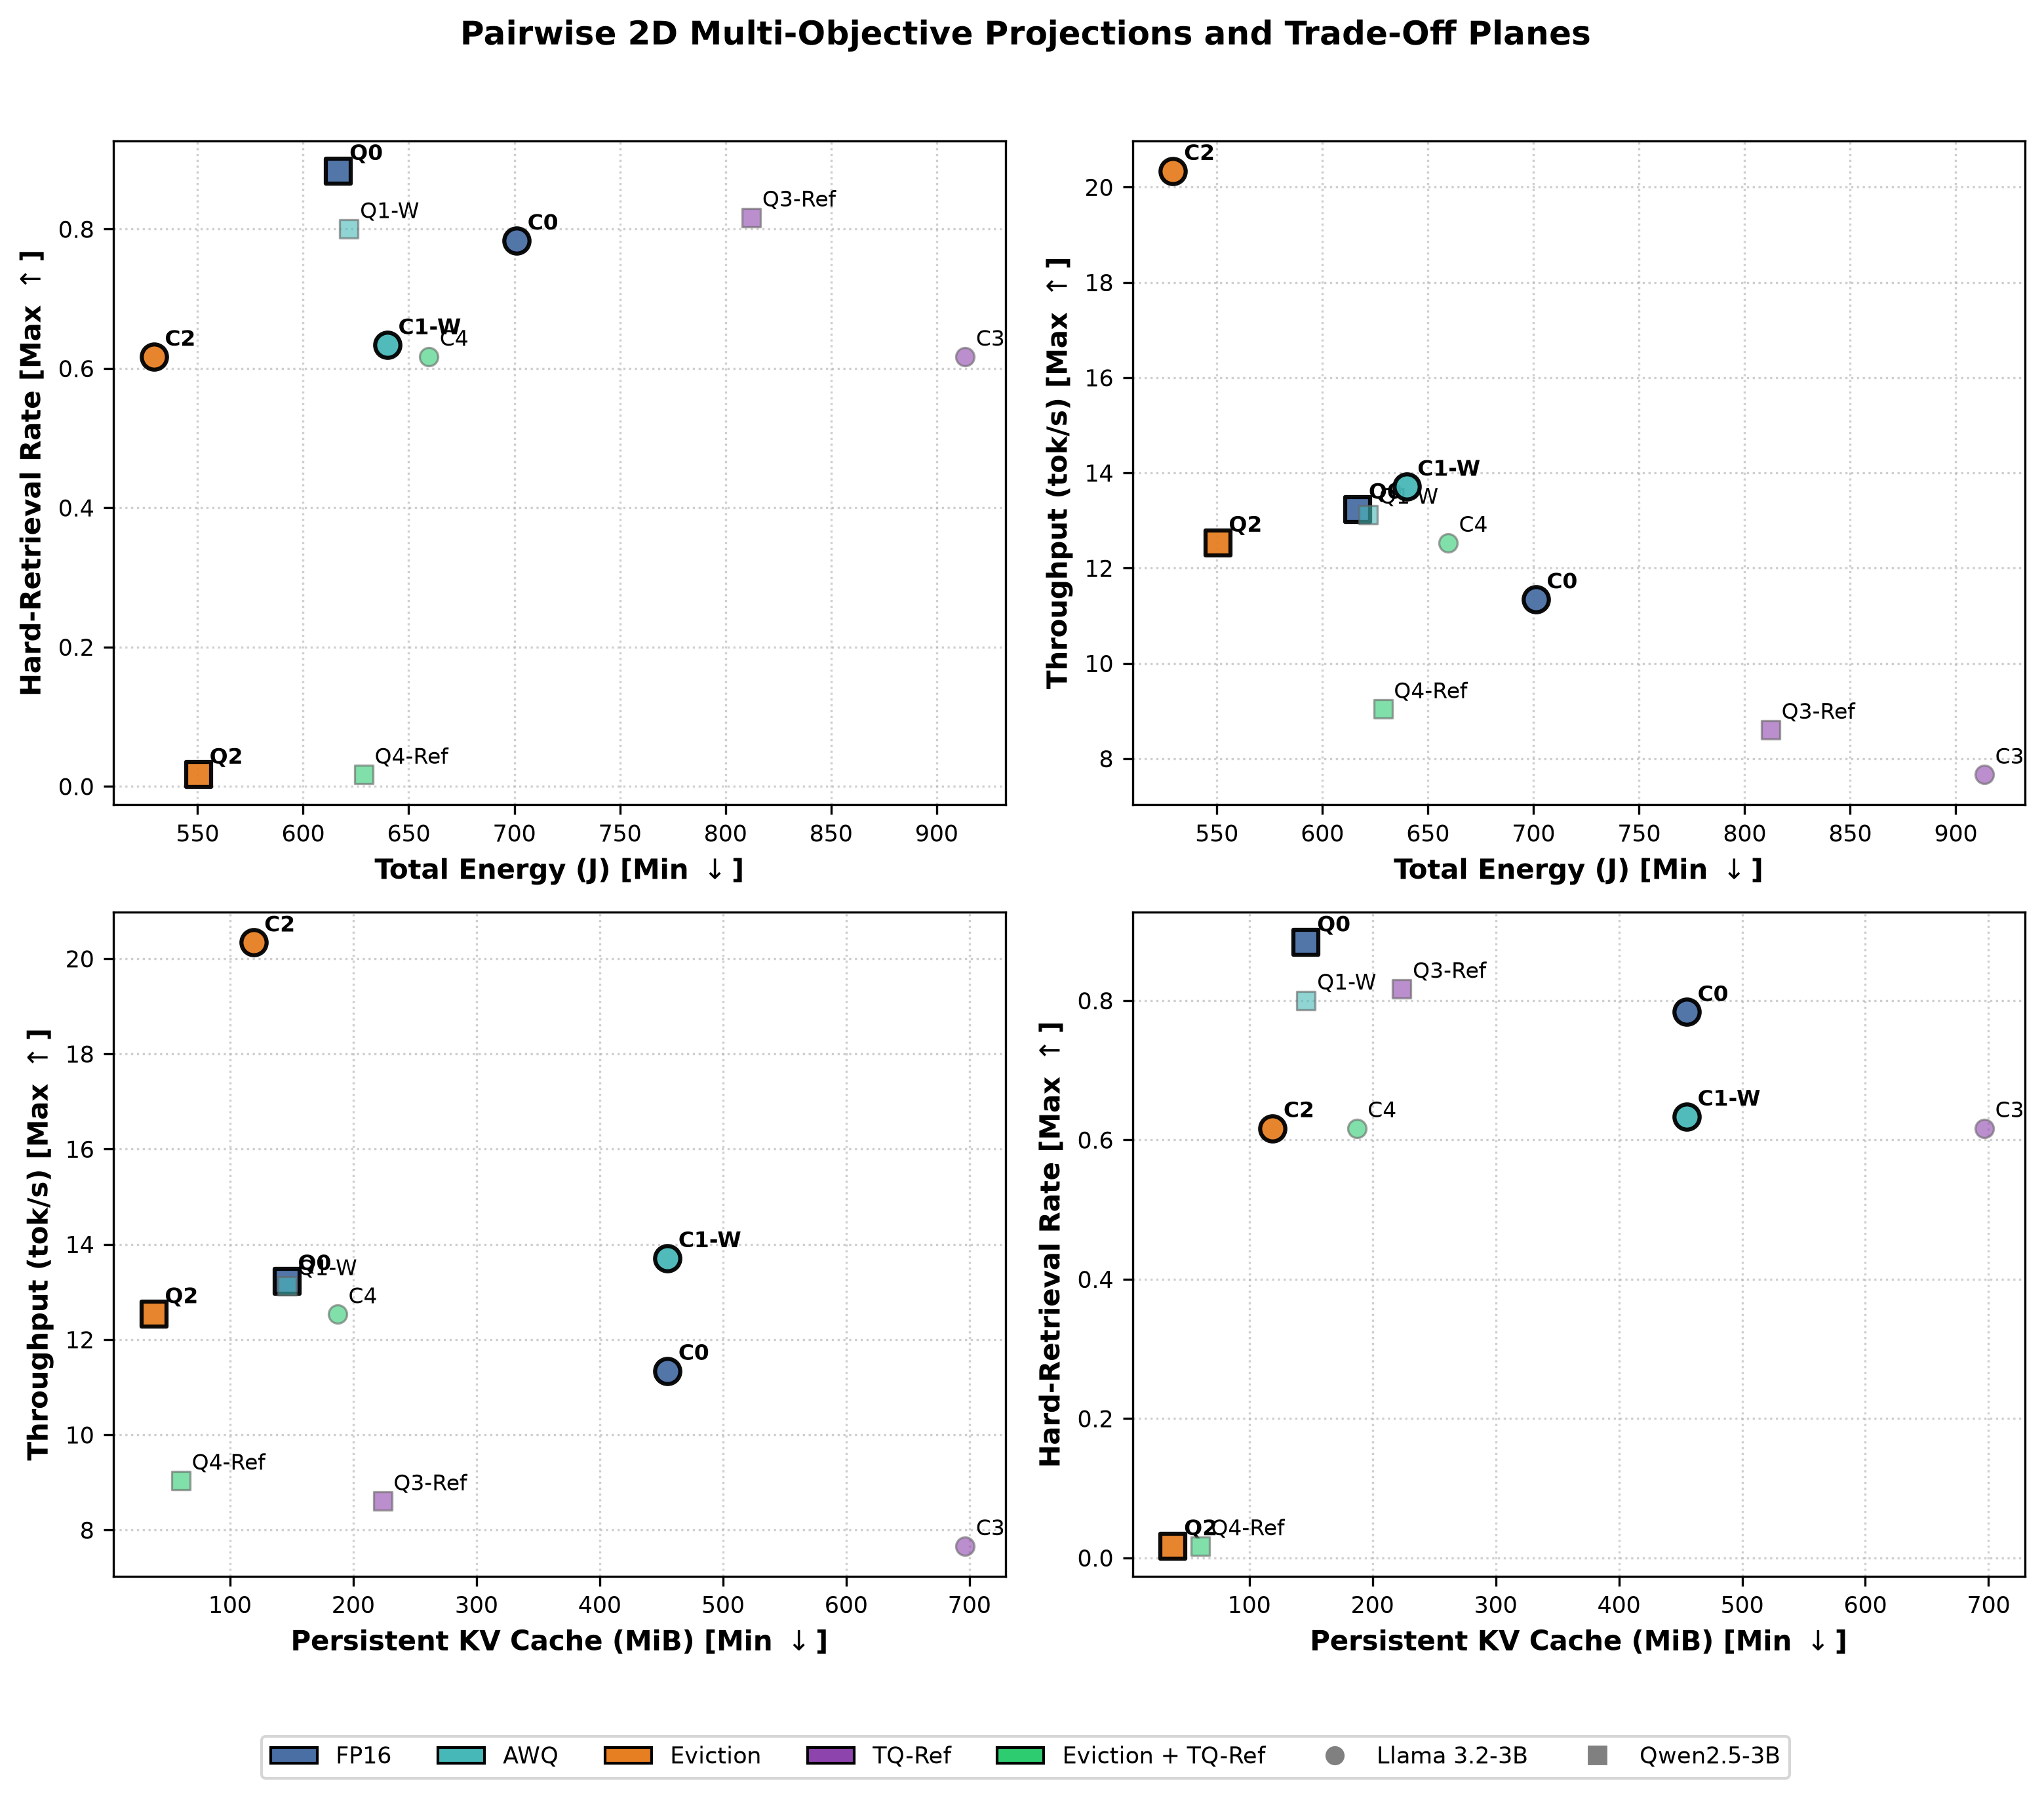 Pairwise 2D Multi-Objective Projections and Trade-Off Planes
Hard-Retrieval Rate [Max ↑]
0.8
0.6
0.4
0.2
0.0
Q0
Q1-W
Q3-Ref
C0
C1-W
C4
C2
C3
Q2
Q4-Ref
550 600 650 700 750 800 850 900
Total Energy (J) [Min ↓]
Throughput (tok/s) [Max ↑]
20
18
16
14
12
10
8
C2
C1-W
Q0
Q1-W
Q2
C4
C0
Q4-Ref
Q3-Ref
C3
550 600 650 700 750 800 850 900
Total Energy (J) [Min ↓]
Throughput (tok/s) [Max ↑]
20
18
16
14
12
10
8
C2
C1-W
Q0
Q1-W
Q2
C4
C0
Q4-Ref
Q3-Ref
C3
100 200 300 400 500 600 700
Persistent KV Cache (MiB) [Min ↓]
Hard-Retrieval Rate [Max ↑]
0.8
0.6
0.4
0.2
0.0
Q0
Q1-W
Q3-Ref
C0
C1-W
C2
C4
C3
Q2
Q4-Ref
100 200 300 400 500 600 700
Persistent KV Cache (MiB) [Min ↓]
FP16 AWQ Eviction TQ-Ref Eviction + TQ-Ref Llama 3.2-3B Qwen2.5-3B